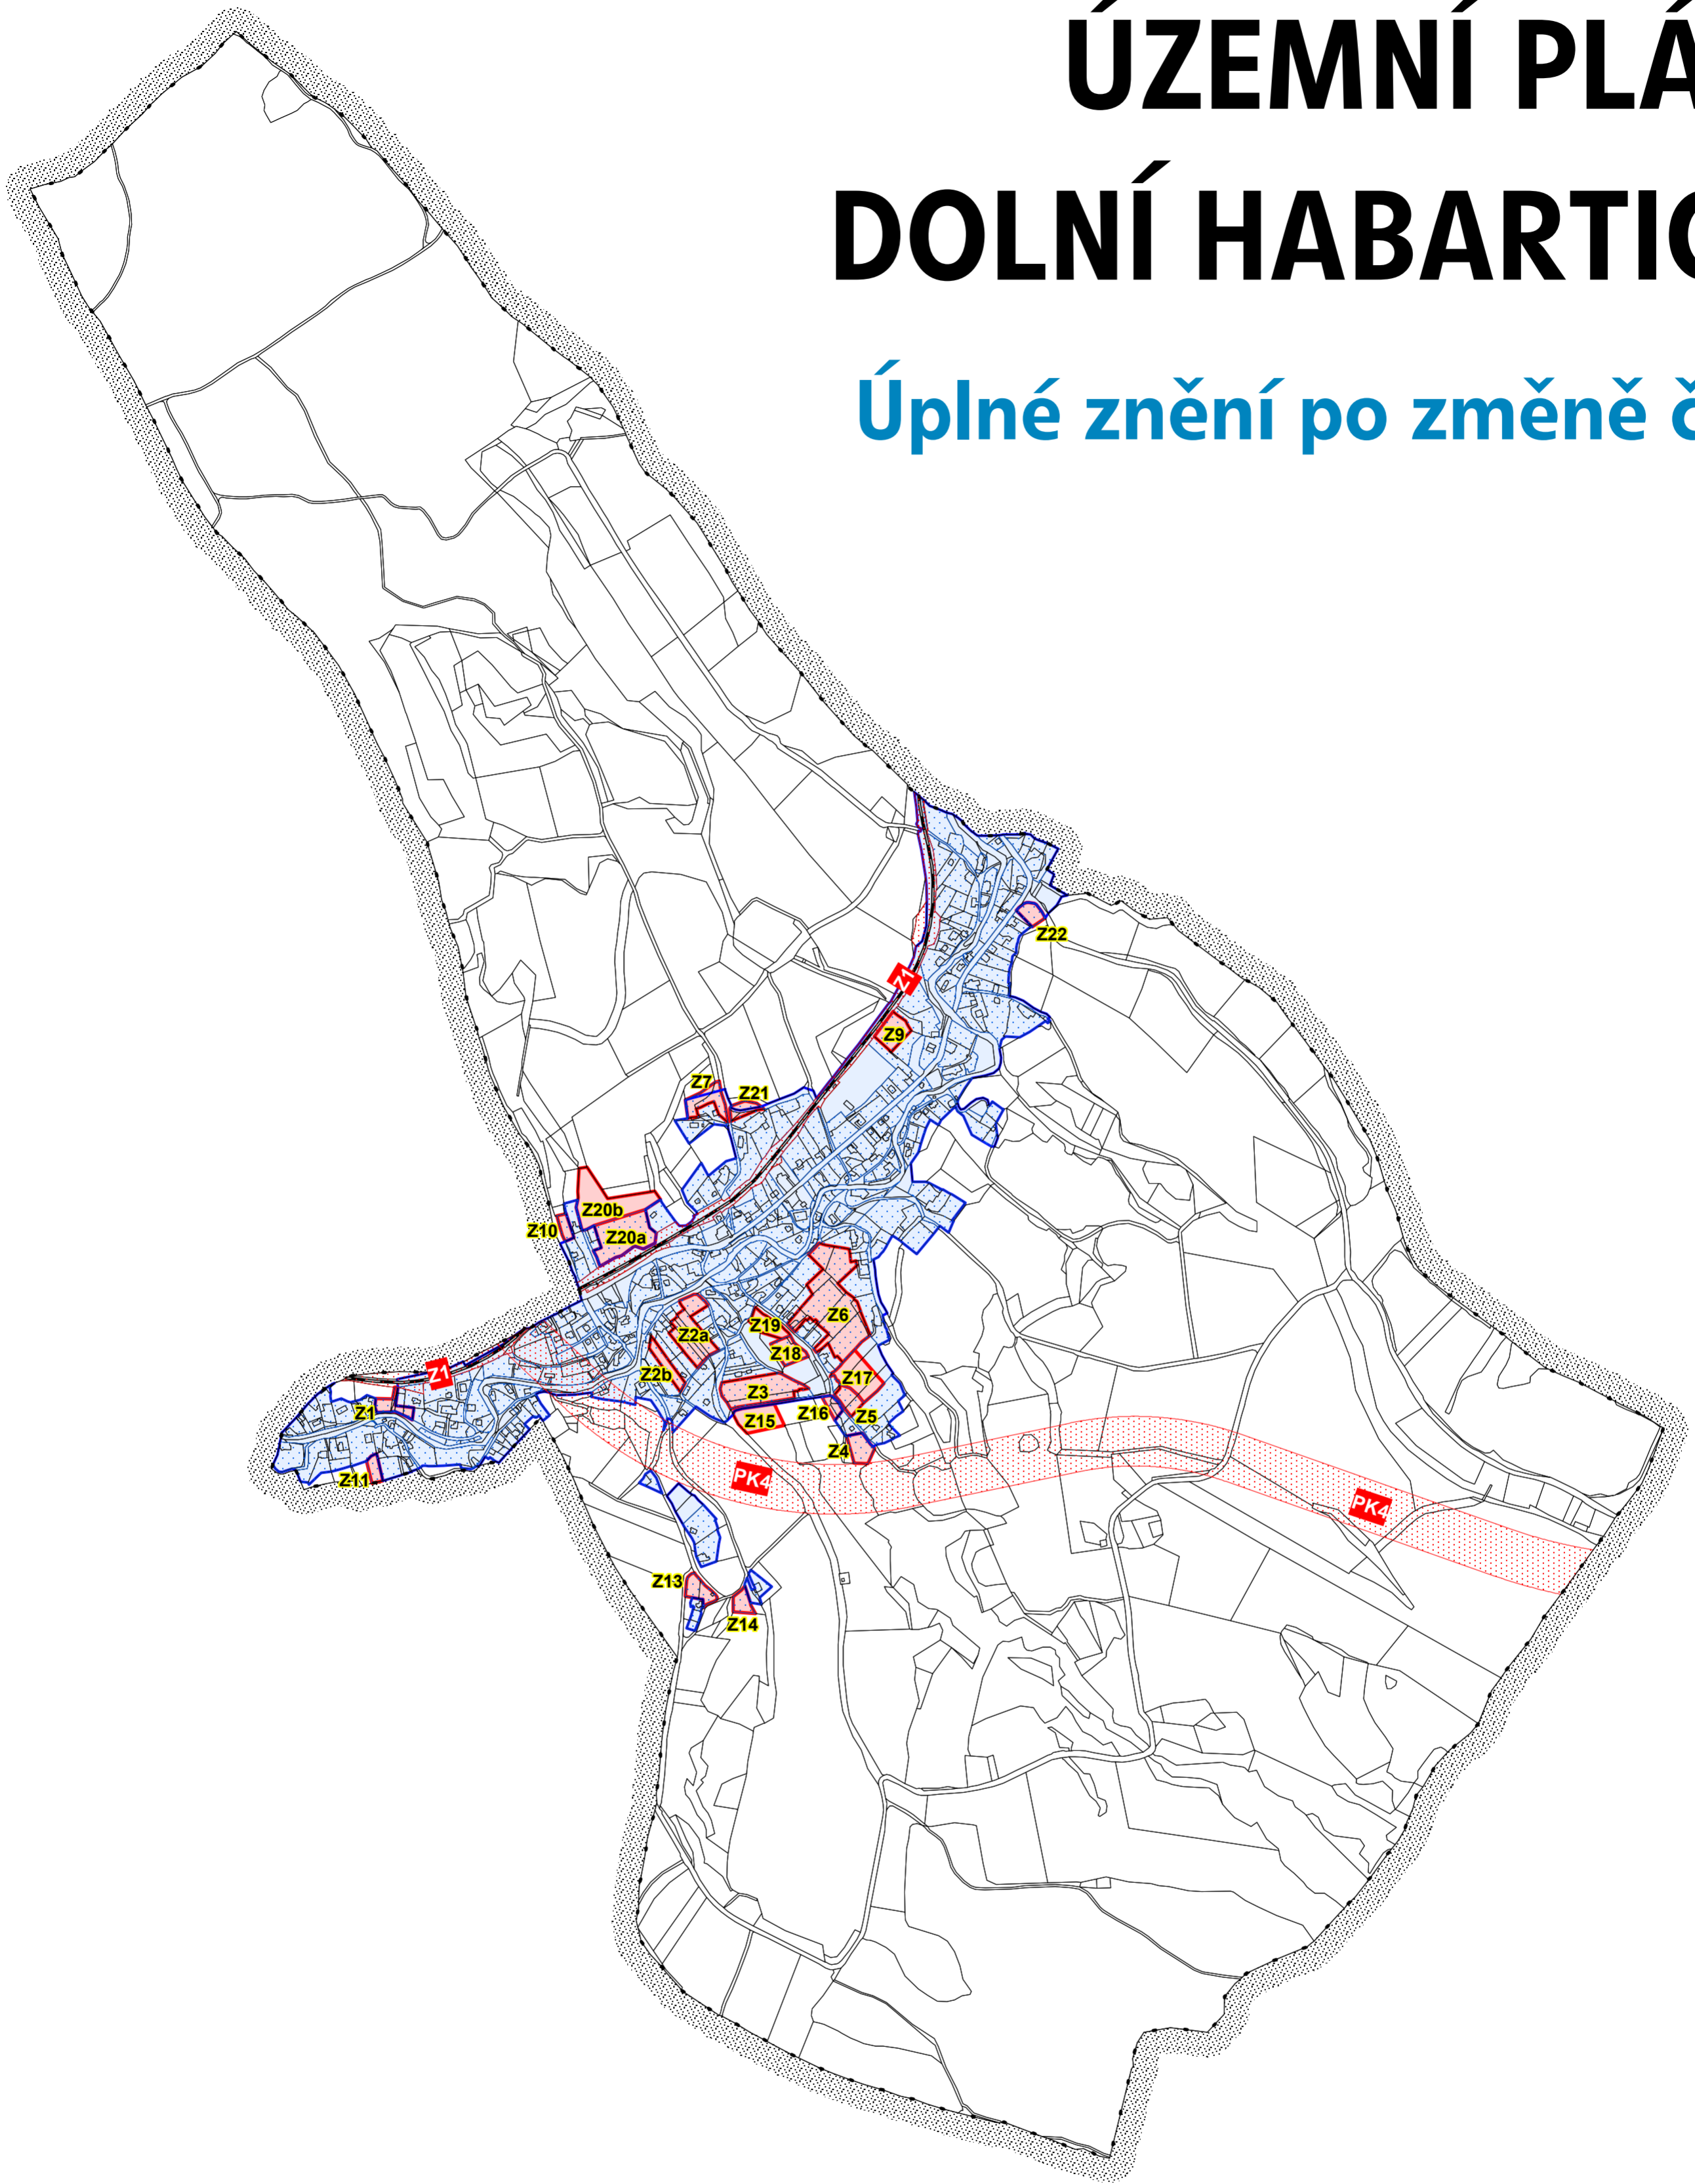 ÚZEMNÍ PLÁ
DOLNÍ HABARTIC
Úplné znění po změně č
Z22
Z1
Z9
Z7
Z21
Z20b
Z10
Z20a
Z6
Z19
Z2a
Z18
Z1
Z2b
Z17
Z3
Z1
Z16
Z5
Z15
Z4
Z11
PK4
PK4
Z13
Z14